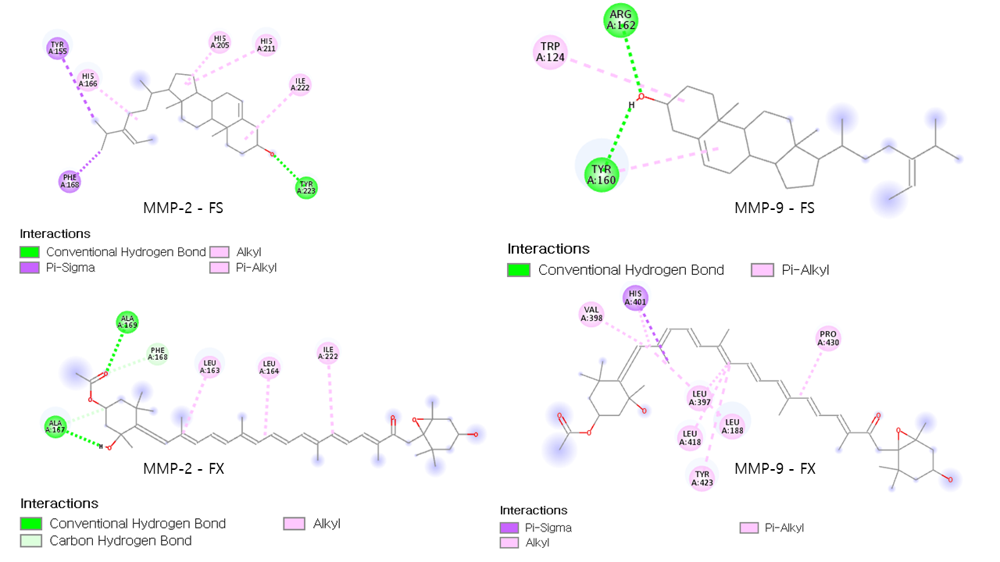 TYR
A:155
HIS
A:166
HIS
A:205
HIS
A:211
ILE
A:222
PHE
A:168
TYR
A:223
MMP-2 - FS
Interactions
Conventional Hydrogen Bond
Alkyl
Pi-Sigma
Pi-Alkyl
ARG
A:162
TRP
A:124
O
H
TYR
A:160
MMP-9 - FS
Interactions
Conventional Hydrogen Bond
Pi-Alkyl
ALA
A:169
PHE
A:168
LEU
A:163
LEU
A:164
ILE
A:222
ALA
A:167
H
O
MMP-2 - FX
Interactions
Conventional Hydrogen Bond
Alkyl
Carbon Hydrogen Bond
HIS
A:401
VAL
A:398
PRO
A:430
LEU
A:397
LEU
A:188
LEU
A:418
TYR
A:423
MMP-9 - FX
Interactions
Pi-Sigma
Pi-Alkyl
Alkyl